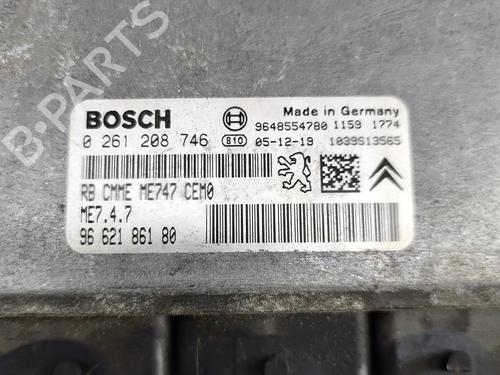 BOSCH
Made in Germany
0 261 208 746
9648554780 1159 1774
810 05-12-19 1039S13565
RB CMME ME747 CEM0
ME7.4.7
96 621 861 80
B-PARTS